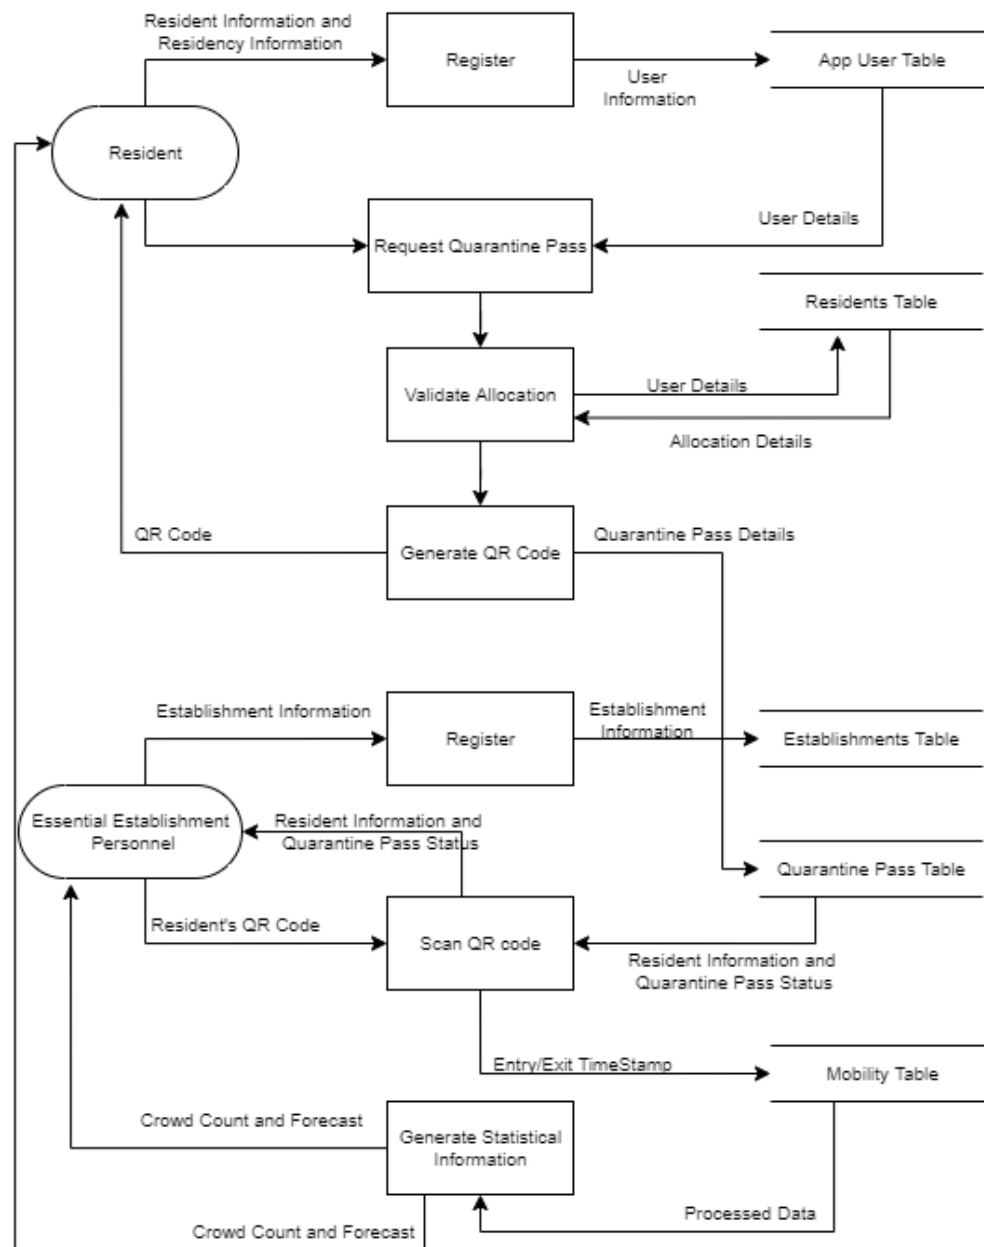 Resident Information and
Residency Information
Register
App User Table
User
Information
Resident
User Details
Request Quarantine Pass
Residents Table
Validate Allocation
User Details
Allocation Details
QR Code
Generate QR Code
Quarantine Pass Details
Establishment Information
Register
Establishment
Information
Establishments Table
Essential Establishment
Personnel
Resident Information and
Quarantine Pass Status
Quarantine Pass Table
Resident's QR Code
Scan QR code
Resident Information and
Quarantine Pass Status
Entry/Exit TimeStamp
Mobility Table
Crowd Count and Forecast
Generate Statistical
Information
Processed Data
Crowd Count and Forecast